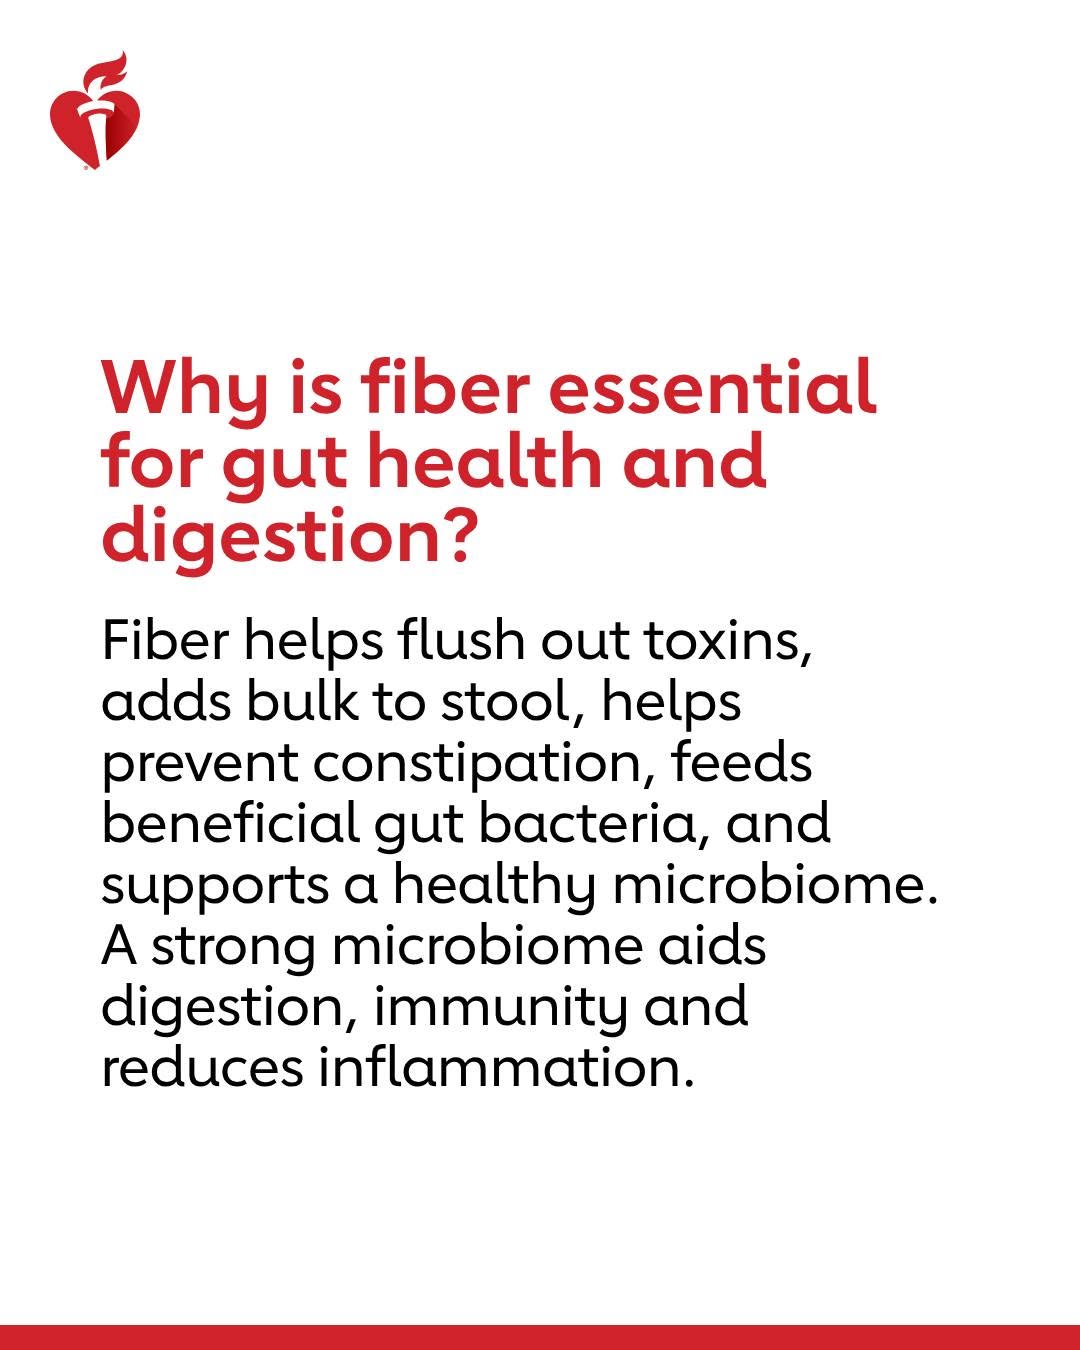 Why is fiber essential
for gut health and
digestion?
Fiber helps flush out toxins,
adds bulk to stool, helps
prevent constipation, feeds
beneficial gut bacteria, and
supports a healthy microbiome.
A strong microbiome aids
digestion, immunity and
reduces inflammation.